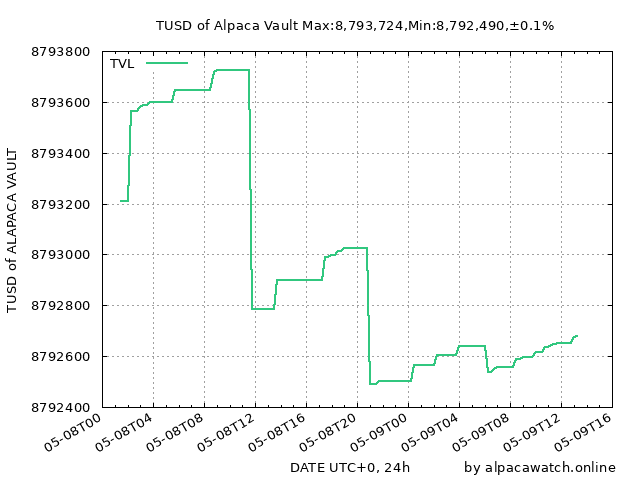 TUSD of Alpaca Vault Max:8,793,724,Min:8,792,490,±0.1%
TVL
8793800
8793600
8793400
8793200
8793000
8792800
8792600
8792400
TUSD of ALAPACA VAULT
05-08T00
05-08T04
05-08T08
05-08T12
05-08T16
05-08T20
05-09T00
05-09T04
05-09T08
05-09T12
05-09T16
DATE UTC+0, 24h
by alpacawatch.online